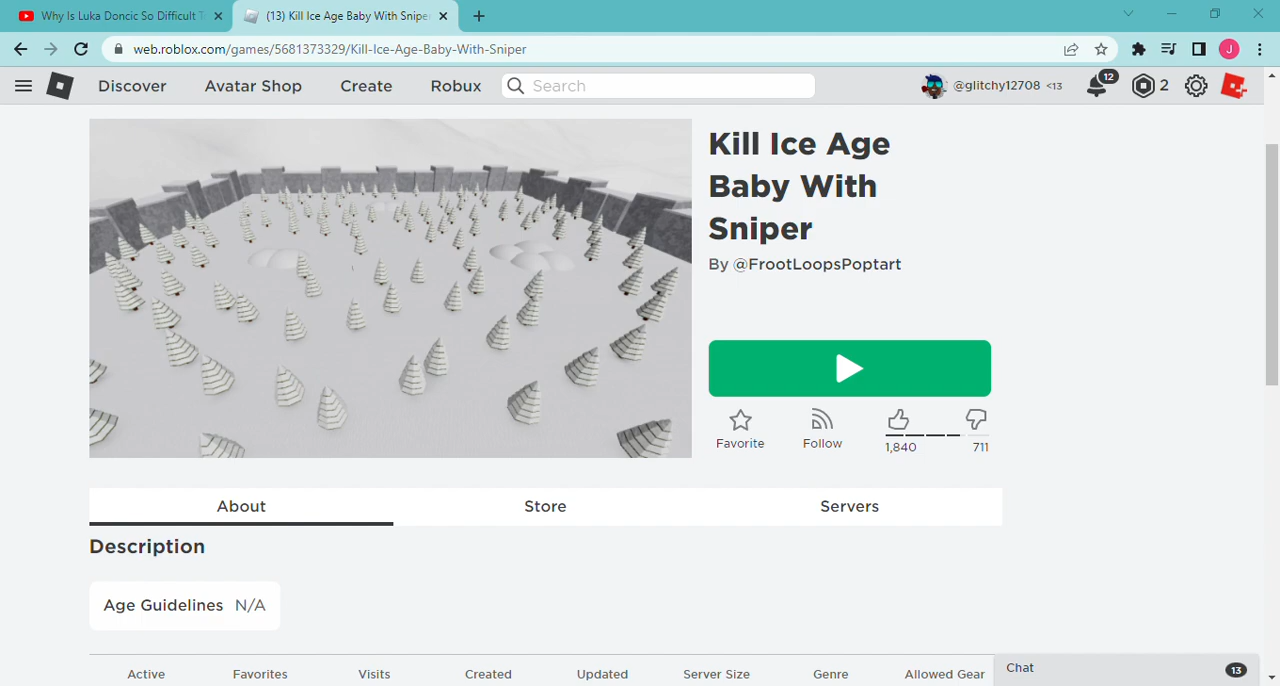 Why Is Luka Doncic So Difficult T
(13) Kill Ice Age Baby With Sniper
web.roblox.com/games/5681373329/Kill-Ice-Age-Baby-With-Sniper
J
Discover Avatar Shop Create Robux Search @glitchy12708 <13 12 2
Kill Ice Age
Baby With
Sniper
By @FrootLoopsPoptart
Favorite Follow 1,840 711
About Store Servers
Description
Age Guidelines N/A
Active Favorites Visits Created Updated Server Size Genre Allowed Gear
Chat 13